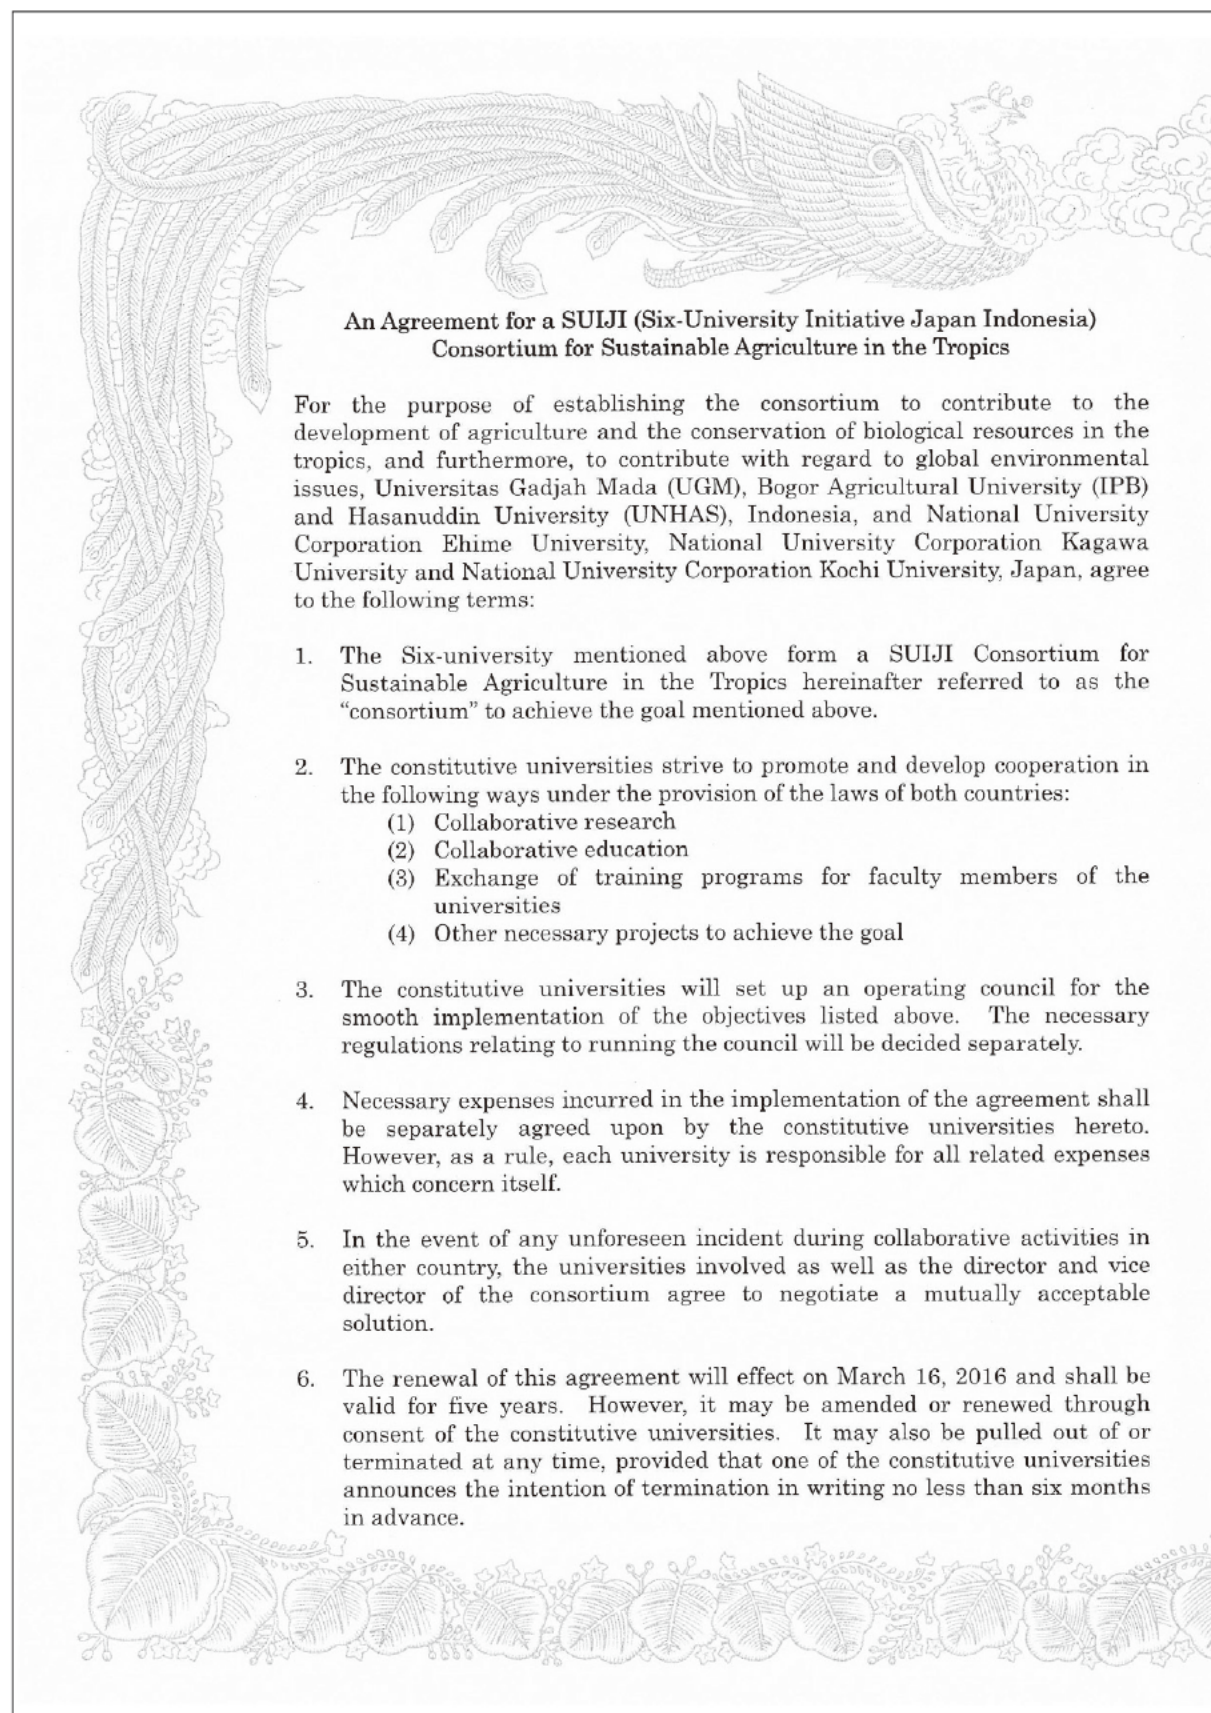 An Agreement for a SUIJI (Six-University Initiative Japan Indonesia)
Consortium for Sustainable Agriculture in the Tropics
For the purpose of establishing the consortium to contribute to the
development of agriculture and the conservation of biological resources in the
tropics, and furthermore, to contribute with regard to global environmental
issues, Universitas Gadjah Mada (UGM), Bogor Agricultural University (IPB)
and Hasanuddin University (UNHAS), Indonesia, and National University
Corporation Ehime University, National University Corporation Kagawa
University and National University Corporation Kochi University, Japan, agree
to the following terms:
1. The Six-university mentioned above form a SUIJI Consortium for
Sustainable Agriculture in the Tropics hereinafter referred to as the
“consortium” to achieve the goal mentioned above.
2. The constitutive universities strive to promote and develop cooperation in
the following ways under the provision of the laws of both countries:
(1) Collaborative research
(2) Collaborative education
(3) Exchange of training programs for faculty members of the
universities
(4) Other necessary projects to achieve the goal
3. The constitutive universities will set up an operating council for the
smooth implementation of the objectives listed above. The necessary
regulations relating to running the council will be decided separately.
4. Necessary expenses incurred in the implementation of the agreement shall
be separately agreed upon by the constitutive universities hereto.
However, as a rule, each university is responsible for all related expenses
which concern itself.
5. In the event of any unforeseen incident during collaborative activities in
either country, the universities involved as well as the director and vice
director of the consortium agree to negotiate a mutually acceptable
solution.
6. The renewal of this agreement will effect on March 16, 2016 and shall be
valid for five years. However, it may be amended or renewed through
consent of the constitutive universities. It may also be pulled out of or
terminated at any time, provided that one of the constitutive universities
announces the intention of termination in writing no less than six months
in advance.